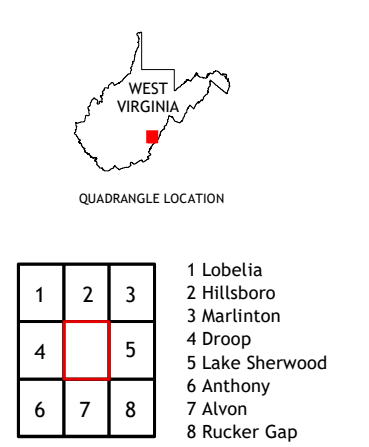 WEST
VIRGINIA
QUADRANGLE LOCATION
1 2 3
4 5
6 7 8
1 Lobelia
2 Hillsboro
3 Marlinton
4 Droop
5 Lake Sherwood
6 Anthony
7 Alvon
8 Rucker Gap